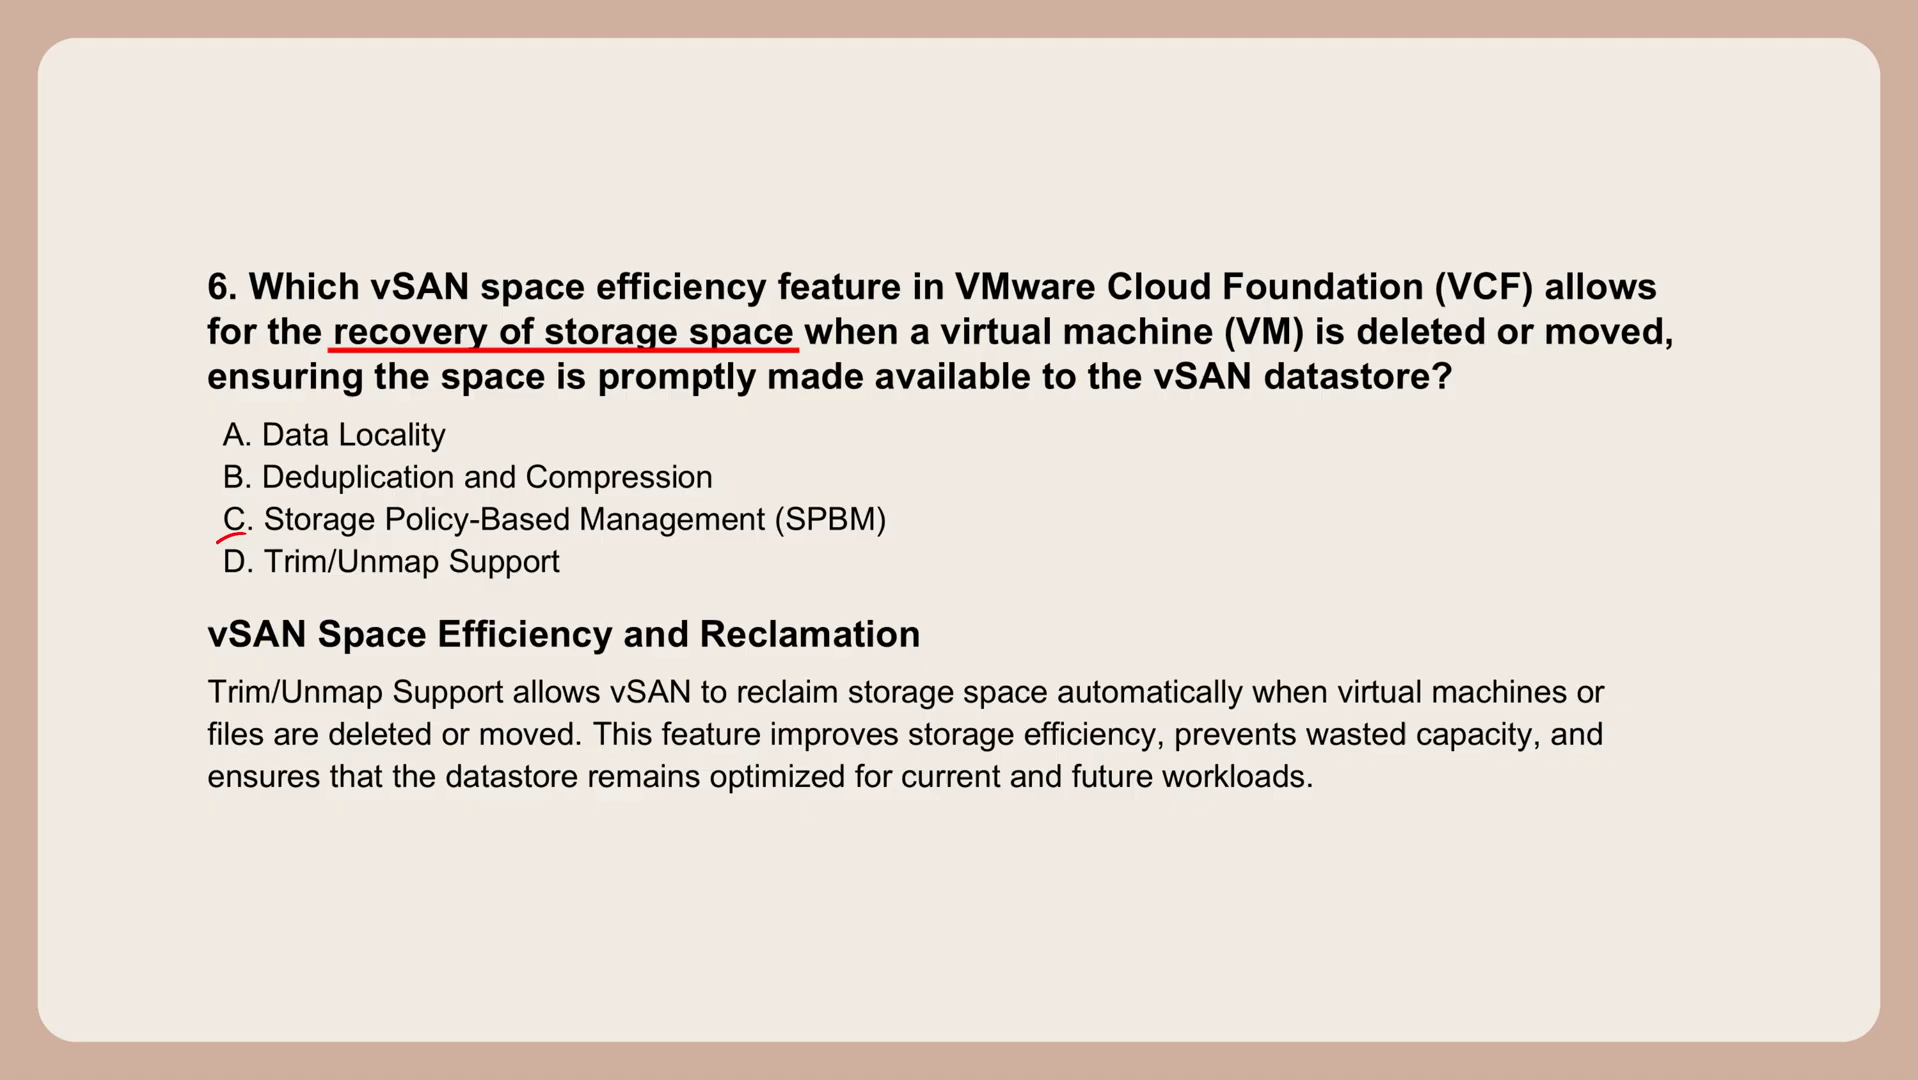 6. Which vSAN space efficiency feature in VMware Cloud Foundation (VCF) allows
for the recovery of storage space when a virtual machine (VM) is deleted or moved,
ensuring the space is promptly made available to the vSAN datastore?
A. Data Locality
B. Deduplication and Compression
C. Storage Policy-Based Management (SPBM)
D. Trim/Unmap Support
vSAN Space Efficiency and Reclamation
Trim/Unmap Support allows vSAN to reclaim storage space automatically when virtual machines or
files are deleted or moved. This feature improves storage efficiency, prevents wasted capacity, and
ensures that the datastore remains optimized for current and future workloads.